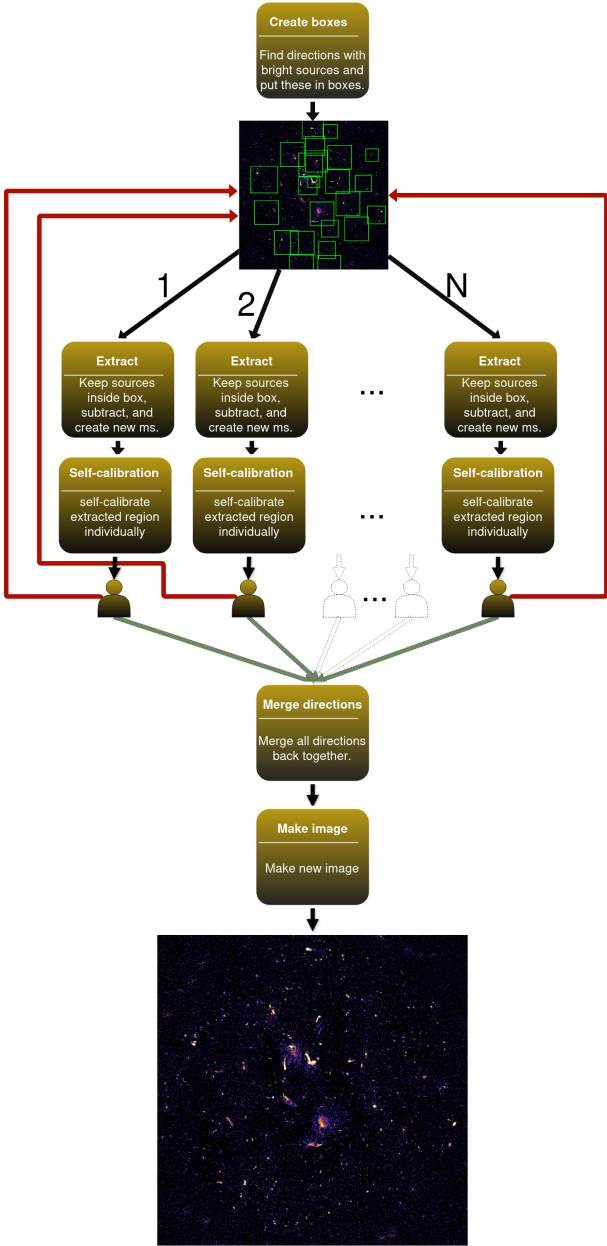 Create boxes
Find directions with
bright sources and
put these in boxes.
1
2
N
Extract
Keep sources
inside box,
subtract, and
create new ms.
Extract
Keep sources
inside box,
subtract, and
create new ms.
...
Extract
Keep sources
inside box,
subtract, and
create new ms.
Self-calibration
self-calibrate
extracted region
individually
Self-calibration
self-calibrate
extracted region
individually
...
Self-calibration
self-calibrate
extracted region
individually
...
Merge directions
Merge all directions
back together.
Make image
Make new image